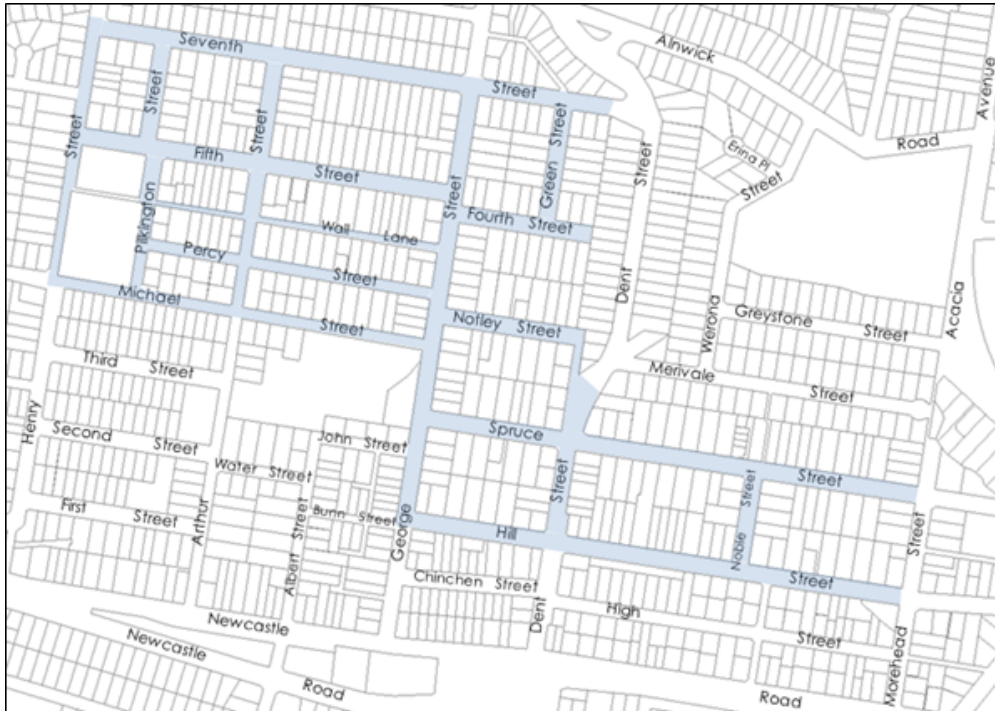 Seventh Street
Alnwick Road
Avenue
Street
Street
Street
Green Street
Street
Erina Pl
Street
Fifth Street
Street
Fourth Street
Pilkington
Wall Lane
Percy Street
Dent
Werona
Acacia
Michael Street
Notley Street
Greystone Street
Third Street
Merivale Street
Henry
Second Street
John Street
Spruce Street
Water Street
Street
Noble Street
Street
First Street
Arthur
Albert Street
Bunn Street
George
Hill Street
Chinchen Street
Dent
High Street
Morehead
Newcastle
Newcastle Road
Road